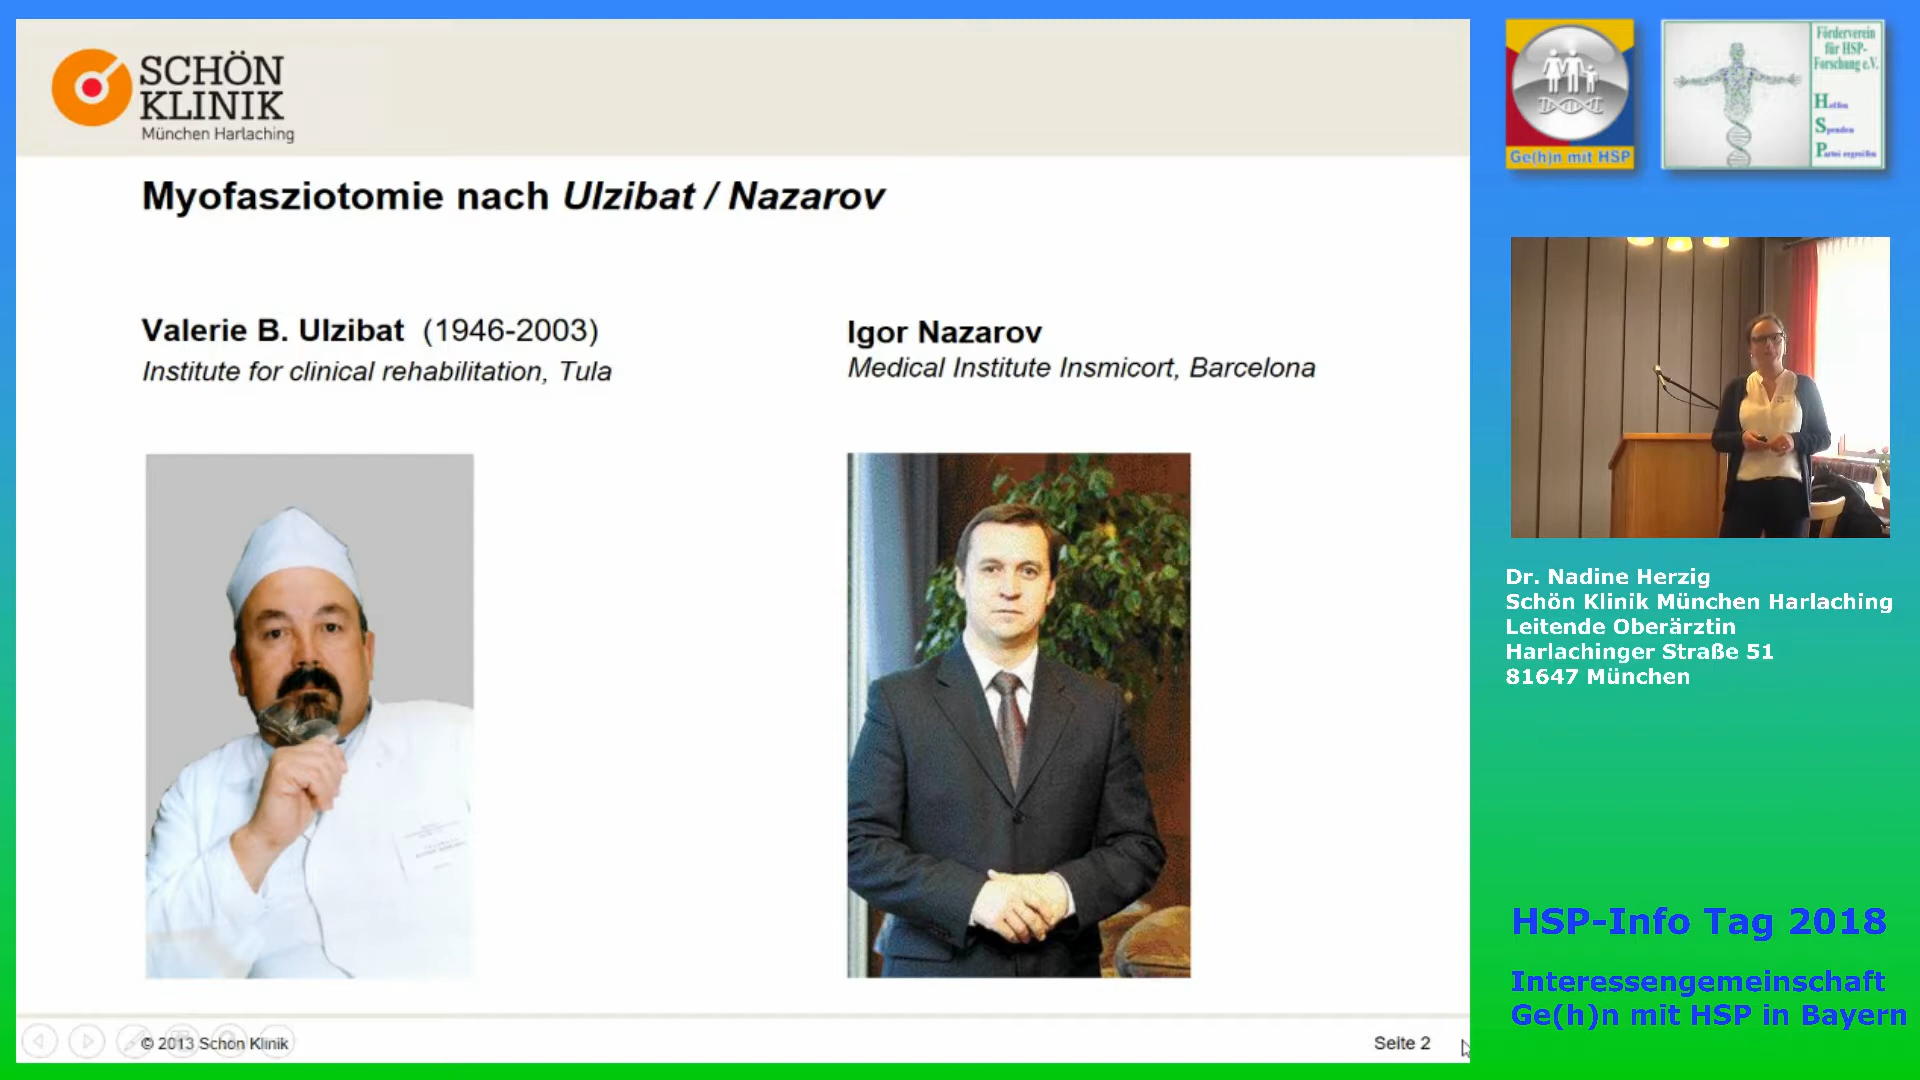 SCHÖN
KLINIK
München Harlaching
Myofasziotomie nach Ulzibat / Nazarov
Valerie B. Ulzibat (1946-2003)
Institute for clinical rehabilitation, Tula
Igor Nazarov
Medical Institute Insmicort, Barcelona
© 2013 Schön Klinik
Seite 2
Ge(h)n mit HSP
Förderverein
für HSP-
Forschung e.V.
Helfen
Spenden
Partei ergreifen
Dr. Nadine Herzig
Schön Klinik München Harlaching
Leitende Oberärztin
Harlachinger Straße 51
81647 München
HSP-Info Tag 2018
Interessengemeinschaft
Ge(h)n mit HSP in Bayern